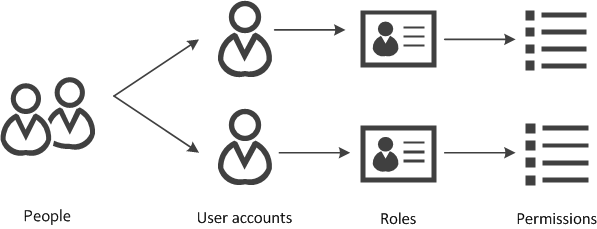 People
User accounts
Roles
Permissions